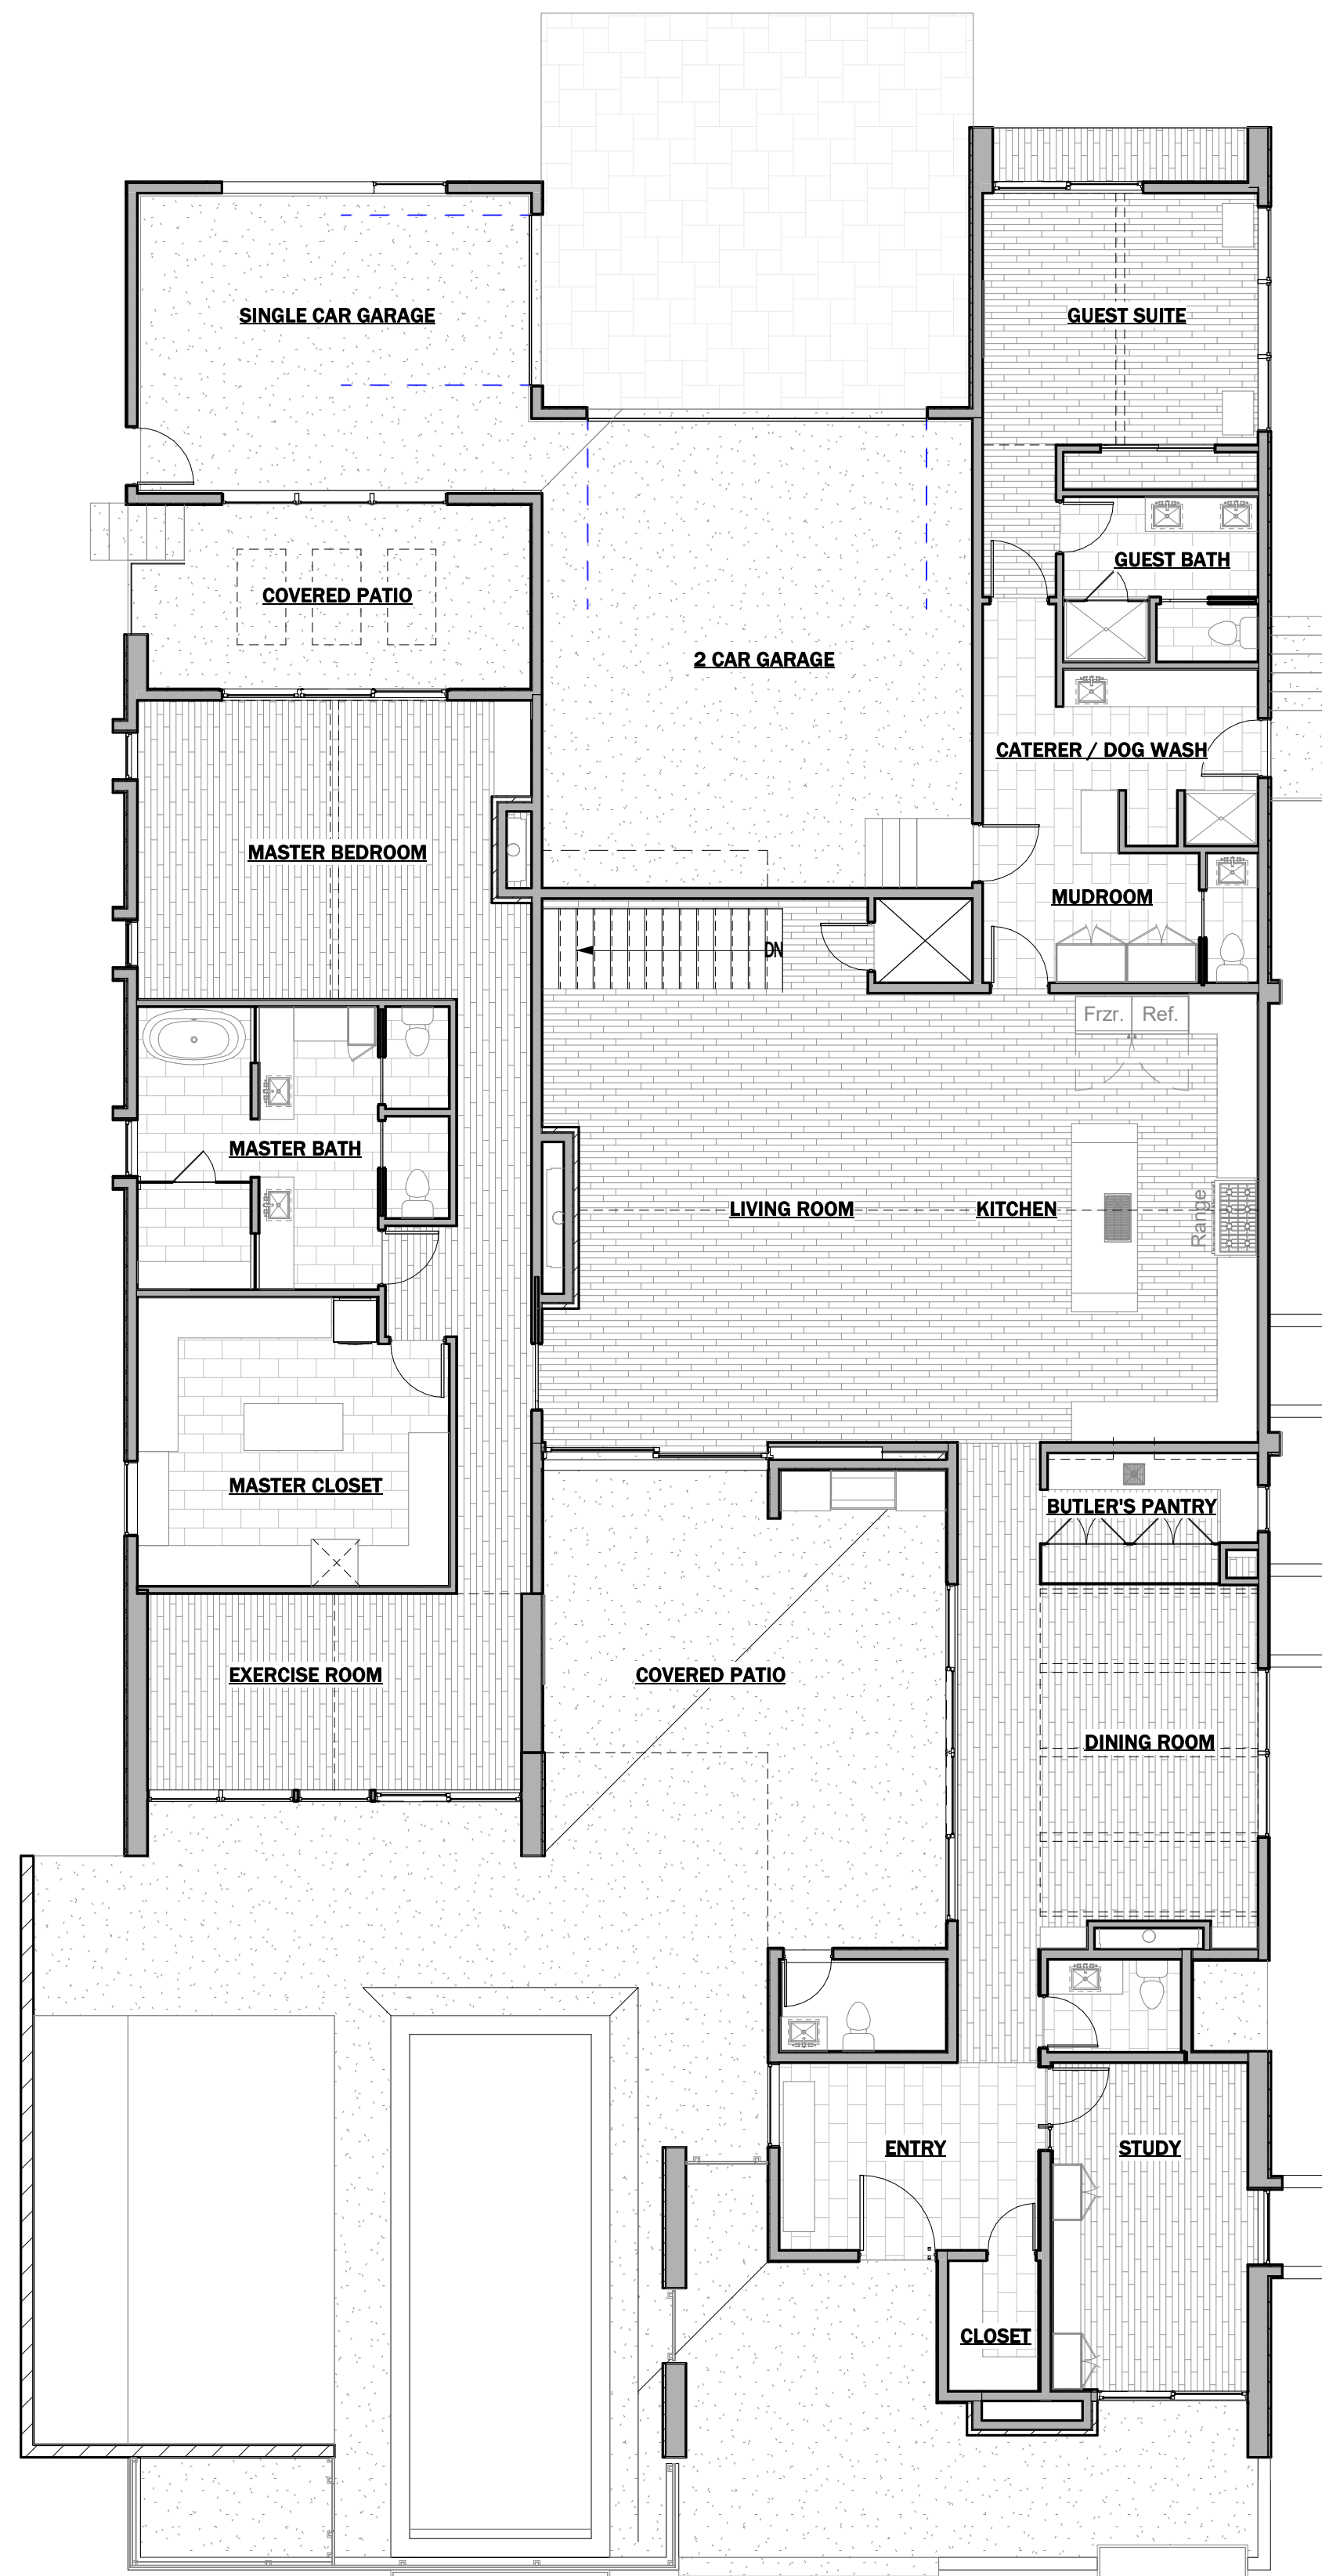 SINGLE CAR GARAGE
GUEST SUITE
GUEST BATH
COVERED PATIO
2 CAR GARAGE
CATERER / DOG WASH
MASTER BEDROOM
MUDROOM
DN
Frzr.
Ref.
MASTER BATH
LIVING ROOM
KITCHEN
Range
MASTER CLOSET
BUTLER'S PANTRY
EXERCISE ROOM
COVERED PATIO
DINING ROOM
ENTRY
STUDY
CLOSET